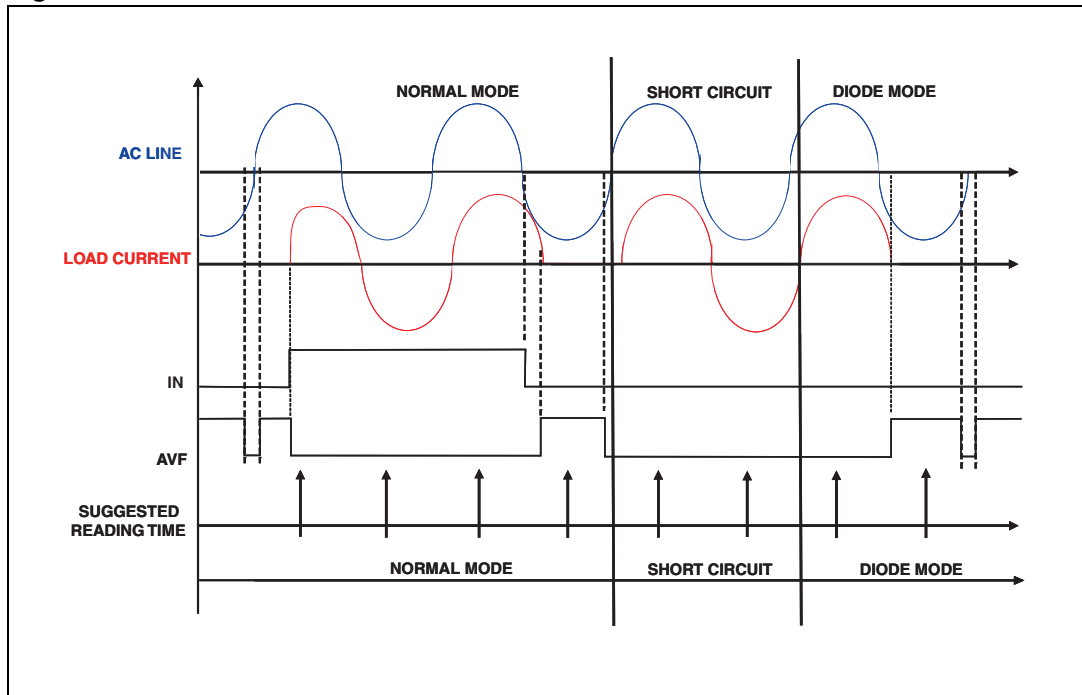 NORMAL MODE
SHORT CIRCUIT
DIODE MODE
AC LINE
LOAD CURRENT
IN
AVF
SUGGESTED
READING TIME
NORMAL MODE
SHORT CIRCUIT
DIODE MODE